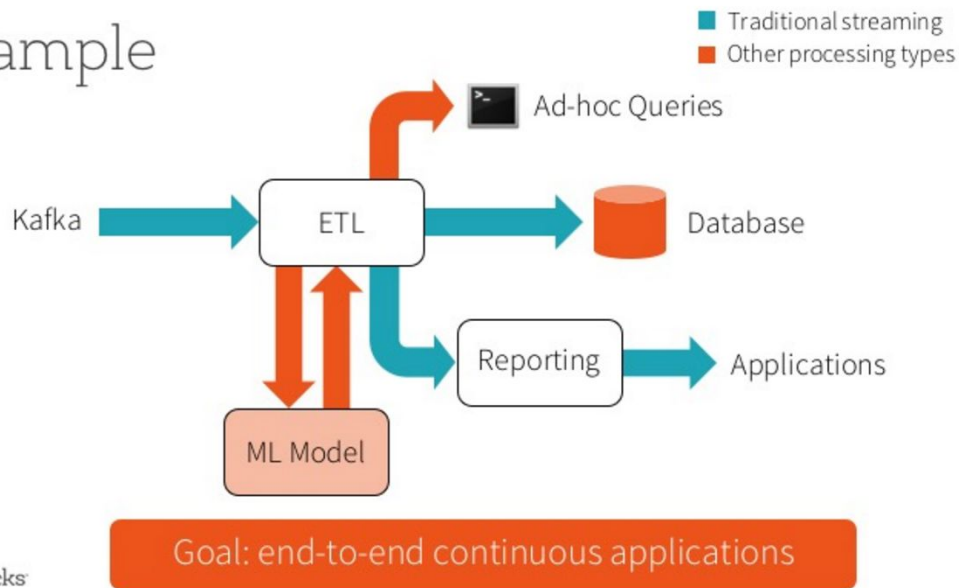 ample
Traditional streaming
Other processing types
>_
Ad-hoc Queries
Kafka
ETL
Database
Reporting
Applications
ML Model
Goal: end-to-end continuous applications
cks